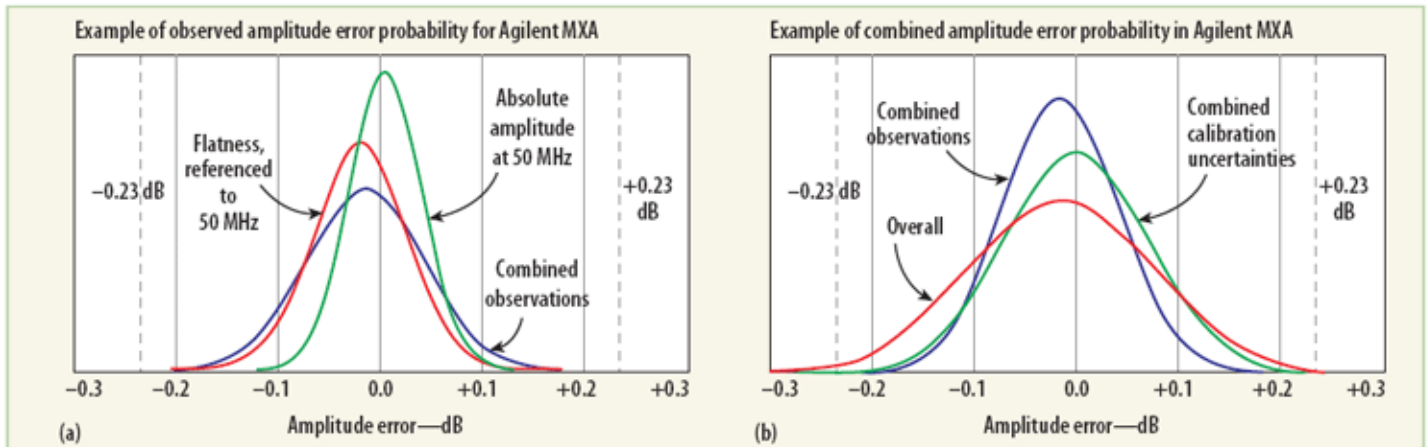 Example of observed amplitude error probability for Agilent MXA
Flatness,
referenced
to
50 MHz
Absolute
amplitude
at 50 MHz
−0.23 dB
+0.23
dB
Combined
observations
−0.3
−0.2
−0.1
0.0
+0.1
+0.2
+0.3
Amplitude error—dB
(a)
Example of combined amplitude error probability in Agilent MXA
Combined
observations
Combined
calibration
uncertainties
−0.23 dB
+0.23
dB
Overall
−0.3
−0.2
−0.1
0.0
+0.1
+0.2
+0.3
Amplitude error—dB
(b)